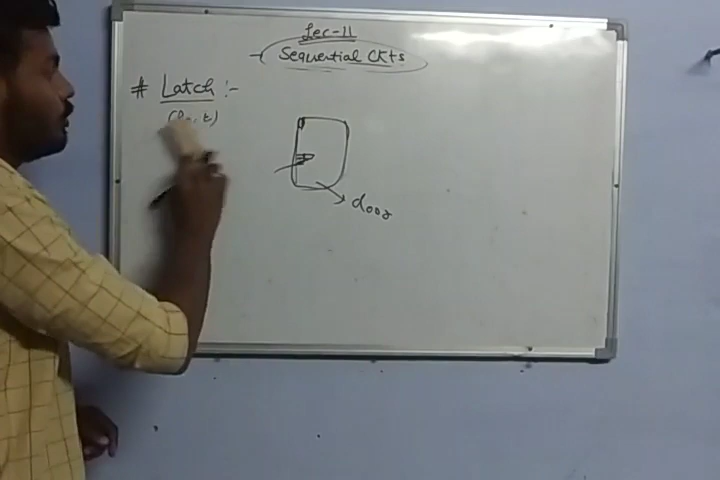 Lec-11
Sequential Ckts
# Latch :-
door